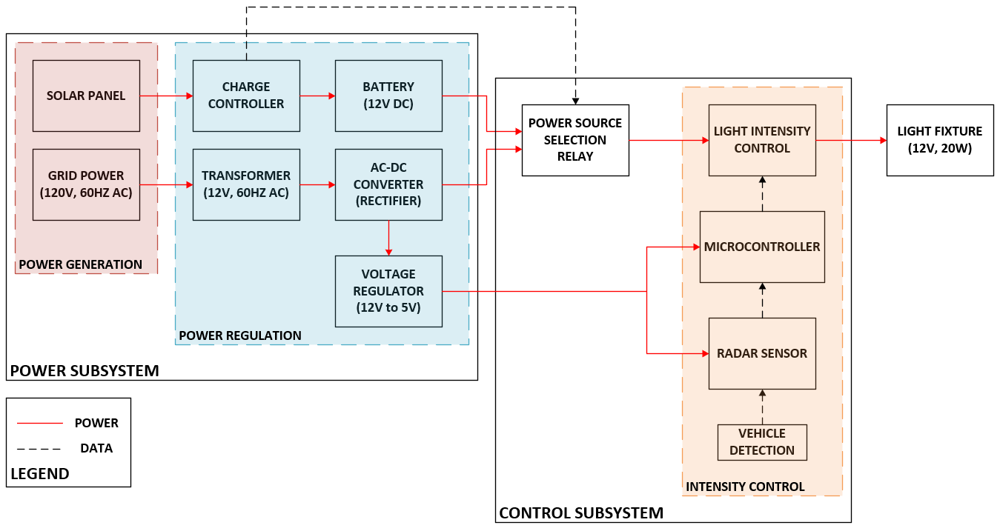 SOLAR PANEL
GRID POWER
(120V, 60HZ AC)
POWER GENERATION
CHARGE
CONTROLLER
BATTERY
(12V DC)
TRANSFORMER
(12V, 60HZ AC)
AC-DC
CONVERTER
(RECTIFIER)
VOLTAGE
REGULATOR
(12V to 5V)
POWER REGULATION
POWER SUBSYSTEM
POWER SOURCE
SELECTION
RELAY
LIGHT INTENSITY
CONTROL
MICROCONTROLLER
RADAR SENSOR
VEHICLE
DETECTION
INTENSITY CONTROL
CONTROL SUBSYSTEM
LIGHT FIXTURE
(12V, 20W)
POWER
DATA
LEGEND